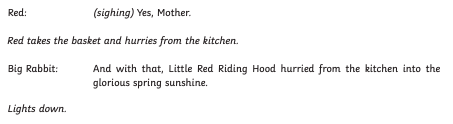 Red: (sighing) Yes, Mother.
Red takes the basket and hurries from the kitchen.
Big Rabbit: And with that, Little Red Riding Hood hurried from the kitchen into the
glorious spring sunshine.
Lights down.